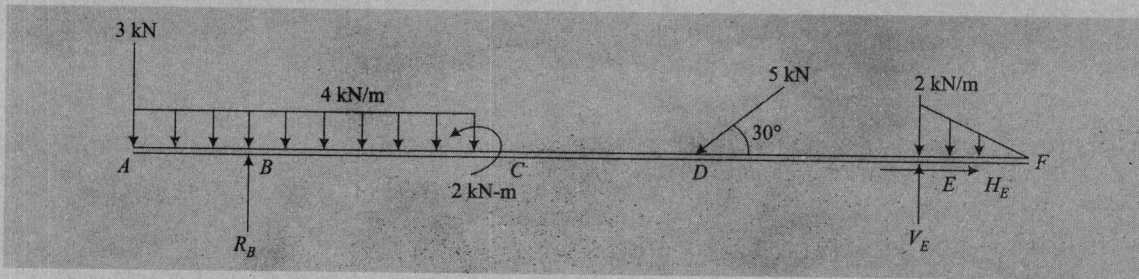 3 kN
4 kN/m
5 kN
2 kN/m
30°
A
B
C
D
E
H_E
F
2 kN-m
R_B
V_E